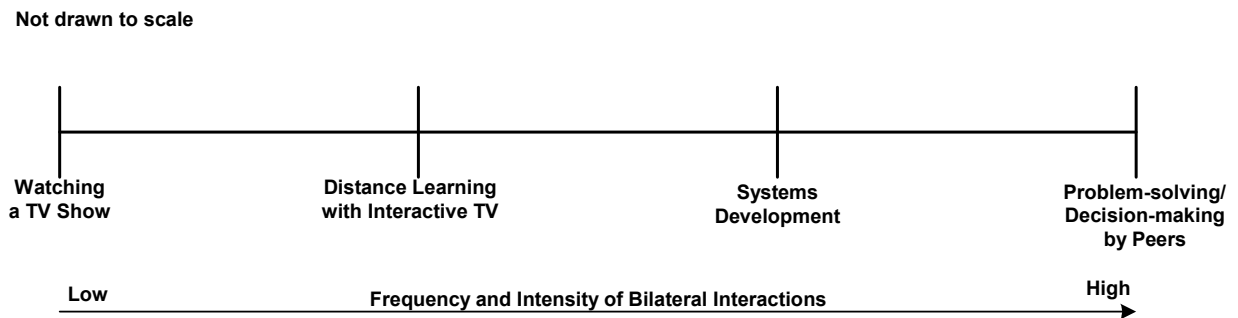 Not drawn to scale
Watching
a TV Show
Distance Learning
with Interactive TV
Systems
Development
Problem-solving/
Decision-making
by Peers
Low
Frequency and Intensity of Bilateral Interactions
High